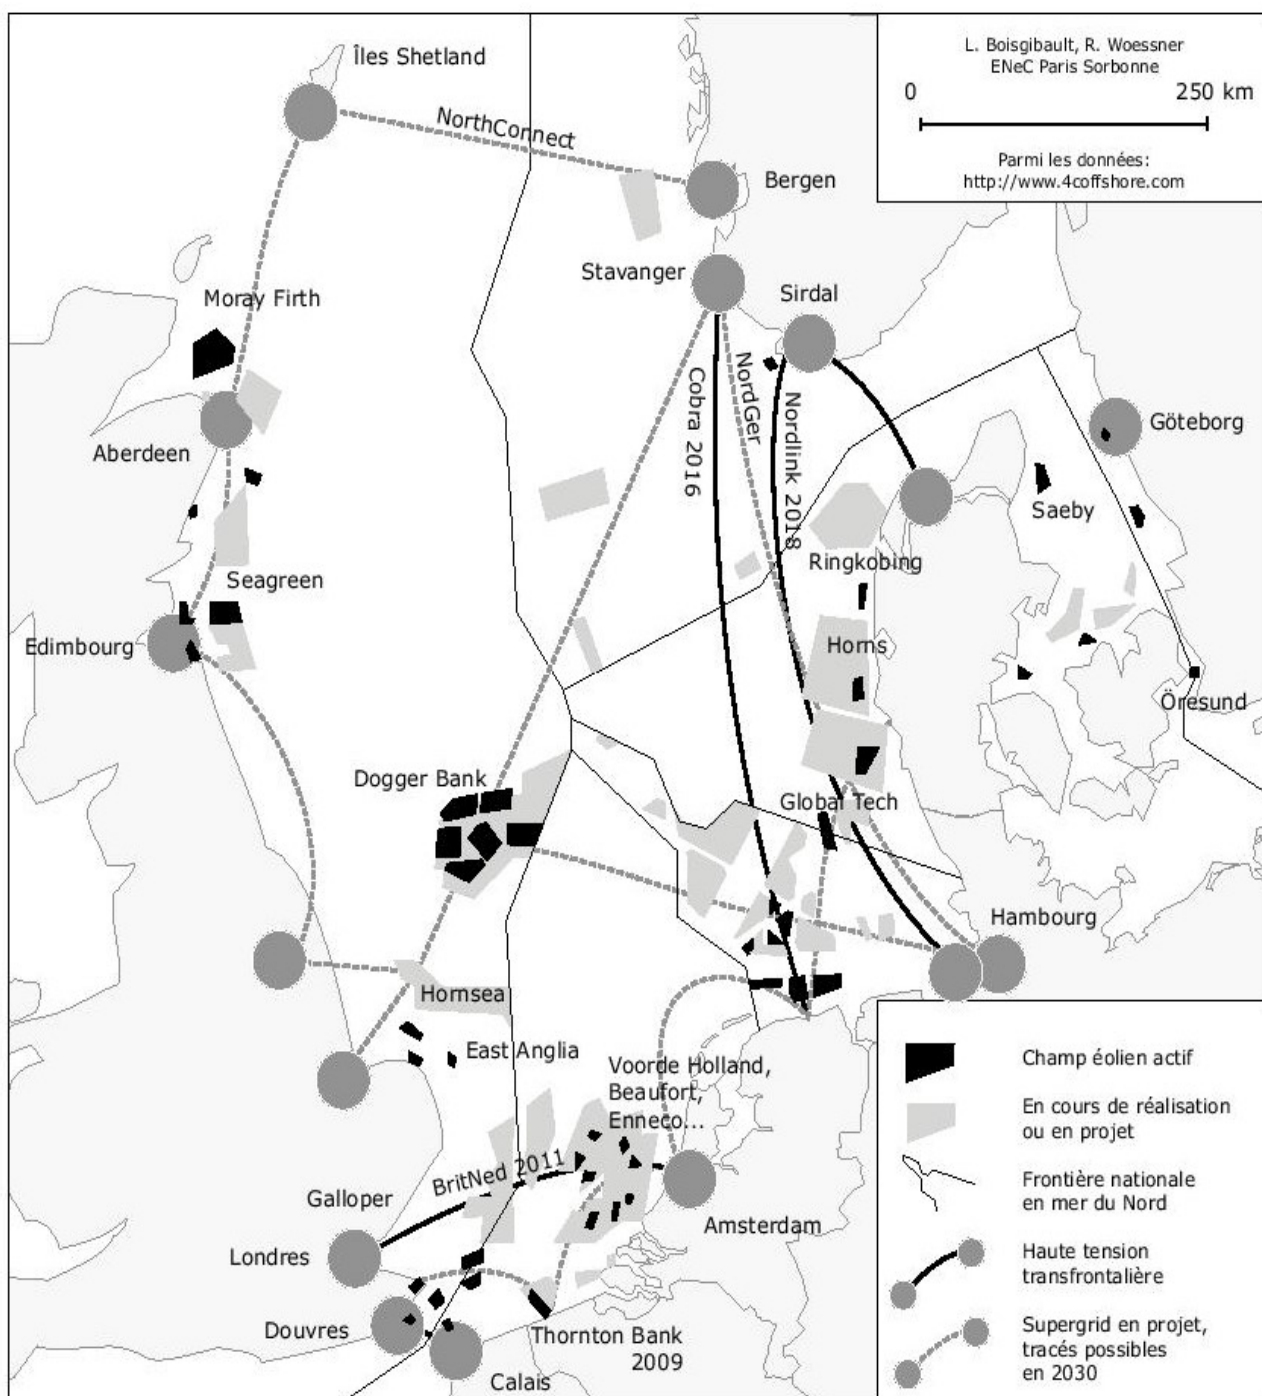 L. Boisgibault, R. Woessner
ENeC Paris Sorbonne
0 250 km
Parmi les données:
http://www.4coffshore.com
Îles Shetland
NorthConnect
Bergen
Stavanger
Sirdal
Moray Firth
Cobra 2016
NordGer
Nordlink 2018
Göteborg
Aberdeen
Saeby
Ringkobing
Seagreen
Edimbourg
Horns
Öresund
Dogger Bank
Global Tech
Hambourg
Hornsea
East Anglia
Voorde Holland,
Beaufort,
Enneco...
BritNed 2011
Galloper
Amsterdam
Londres
Douvres
Thornton Bank
2009
Calais
Champ éolien actif
En cours de réalisation
ou en projet
Frontière nationale
en mer du Nord
Haute tension
transfrontalière
Supergrid en projet,
tracés possibles
en 2030